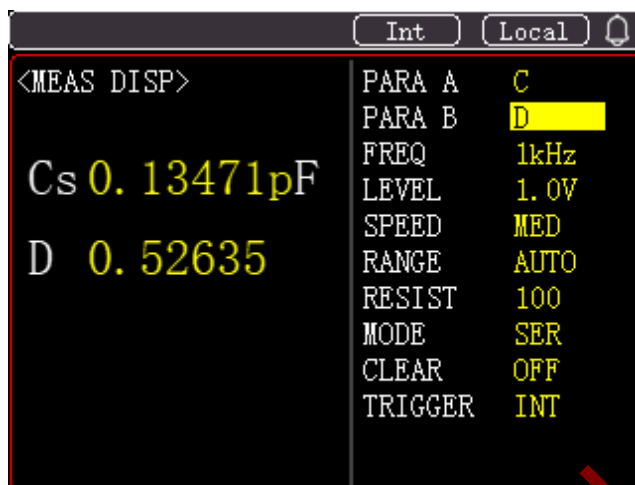 Int Local
<MEAS DISP>
Cs 0.13471pF
D 0.52635
PARA A C
PARA B D
FREQ 1kHz
LEVEL 1.0V
SPEED MED
RANGE AUTO
RESIST 100
MODE SER
CLEAR OFF
TRIGGER INT